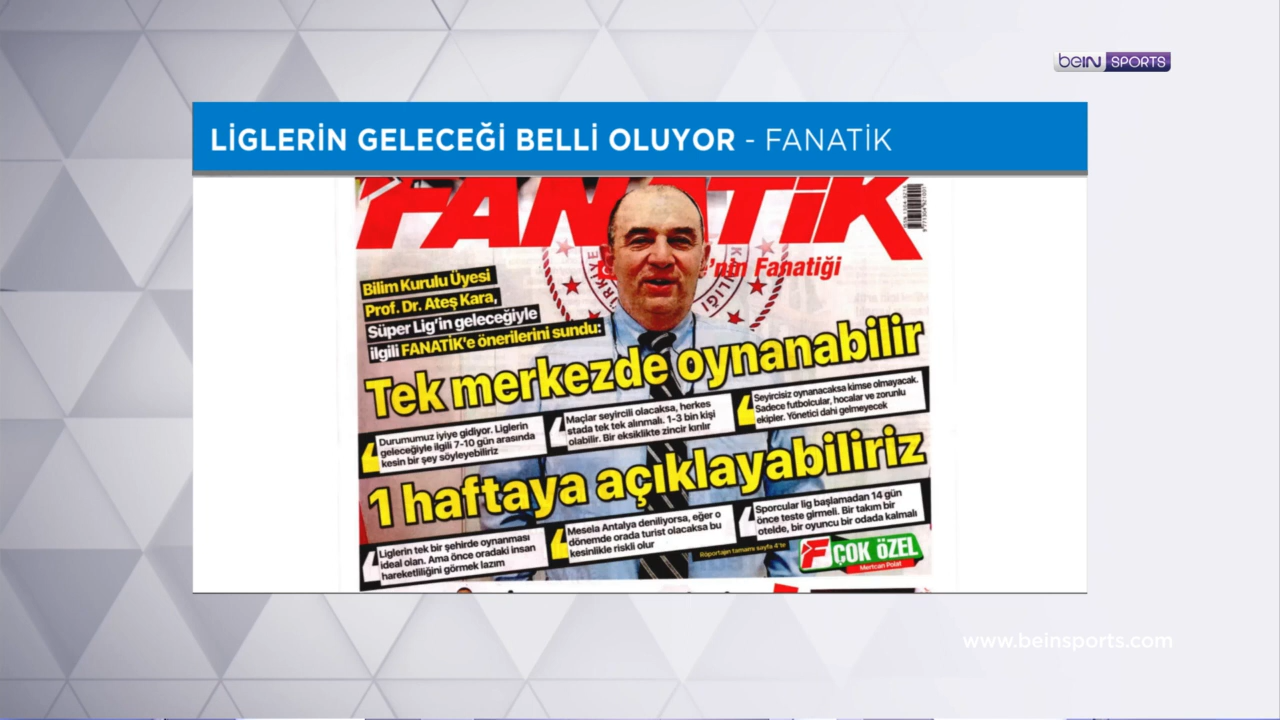 beIN SPORTS
LİGLERİN GELECEĞİ BELLİ OLUYOR - FANATİK
FANATİK
'nin Fanatiği
Bilim Kurulu Üyesi
Prof. Dr. Ateş Kara,
Süper Lig'in geleceğiyle
ilgili FANATİK'e önerilerini sundu:
Tek merkezde oynanabilir
Durumumuz iyiye gidiyor. Liglerin
geleceğiyle ilgili 7-10 gün arasında
kesin bir şey söyleyebiliriz
Maçlar seyircili olacaksa, herkes
stada tek tek alınmalı. 1-3 bin kişi
olabilir. Bir eksiklikte zincir kırılır
Seyircisiz oynanacaksa kimse olmayacak.
Sadece futbolcular, hocalar ve zorunlu
ekipler. Yönetici dahi gelmeyecek
1 haftaya açıklayabiliriz
Liglerin tek bir şehirde oynanması
ideal olan. Ama önce oradaki insan
hareketliliğini görmek lazım
Mesela Antalya deniliyorsa, eğer o
dönemde orada turist olacaksa bu
kesinlikle riskli olur
Sporcular lig başlamadan 14 gün
önce teste girmeli. Bir takım bir
otelde, bir oyuncu bir odada kalmalı
Röportajın tamamı sayfa 4'te
F ÇOK ÖZEL
Mertcan Polat
www.beinsports.com